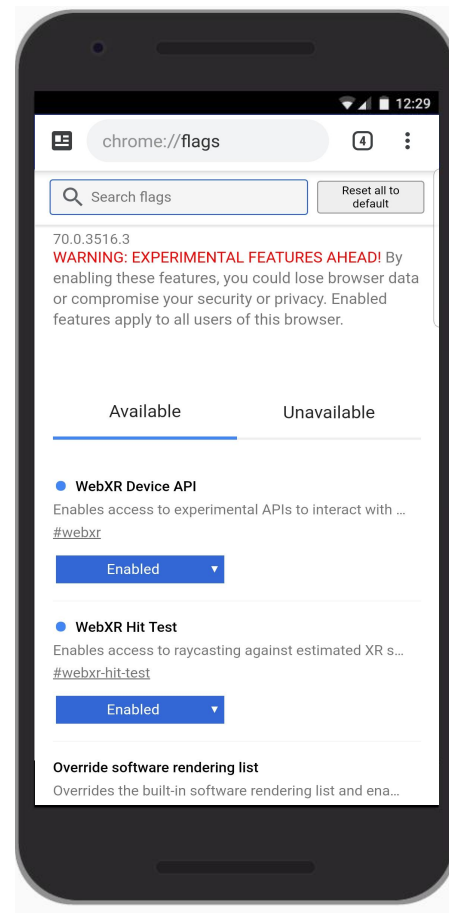 12:29
chrome://flags
4
Search flags
Reset all to
default
70.0.3516.3
WARNING: EXPERIMENTAL FEATURES AHEAD! By
enabling these features, you could lose browser data
or compromise your security or privacy. Enabled
features apply to all users of this browser.
Available
Unavailable
WebXR Device API
Enables access to experimental APIs to interact with ...
#webxr
Enabled
WebXR Hit Test
Enables access to raycasting against estimated XR s...
#webxr-hit-test
Enabled
Override software rendering list
Overrides the built-in software rendering list and ena...